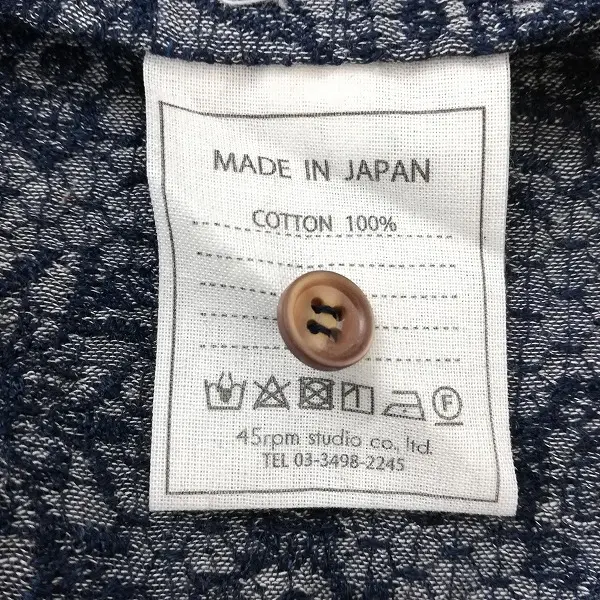 MADE IN JAPAN
COTTON 100%
45rpm studio co., ltd.
TEL 03-3498-2245